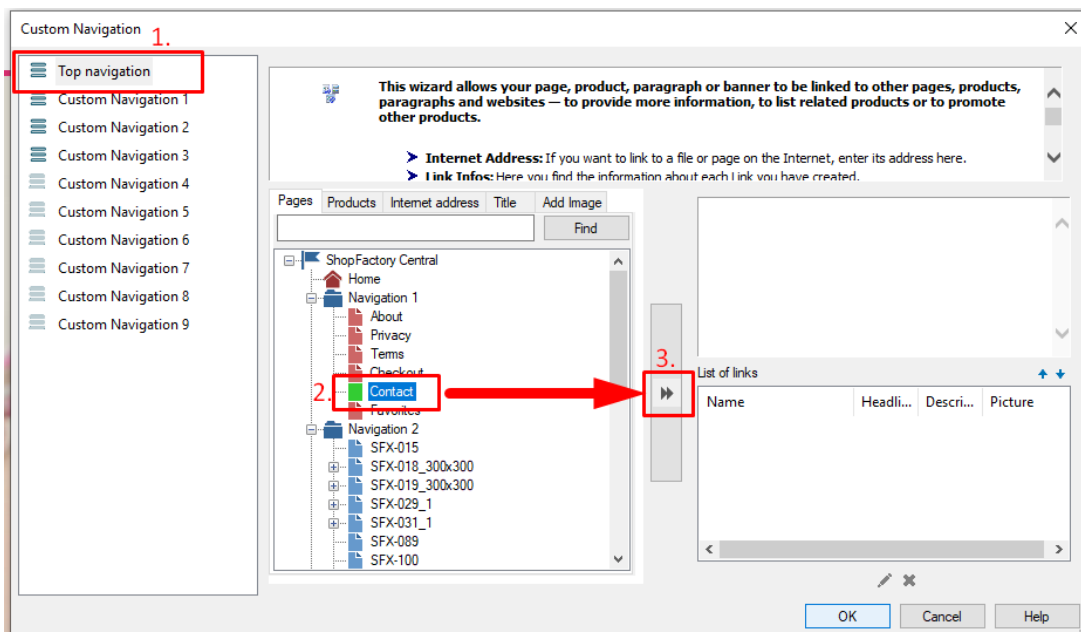 Custom Navigation
1.
Top navigation
Custom Navigation 1
Custom Navigation 2
Custom Navigation 3
Custom Navigation 4
Custom Navigation 5
Custom Navigation 6
Custom Navigation 7
Custom Navigation 8
Custom Navigation 9
This wizard allows your page, product, paragraph or banner to be linked to other pages, products,
paragraphs and websites — to provide more information, to list related products or to promote
other products.
Internet Address: If you want to link to a file or page on the Internet, enter its address here.
Link Infos: Here you find the information about each Link you have created.
Pages Products Internet address Title Add Image
Find
ShopFactory Central
Home
Navigation 1
About
Privacy
Terms
Checkout
2.
Contact
Favorites
Navigation 2
SFX-015
SFX-018_300x300
SFX-019_300x300
SFX-029_1
SFX-031_1
SFX-089
SFX-100
3.
List of links
Name Headli... Descri... Picture
OK Cancel Help